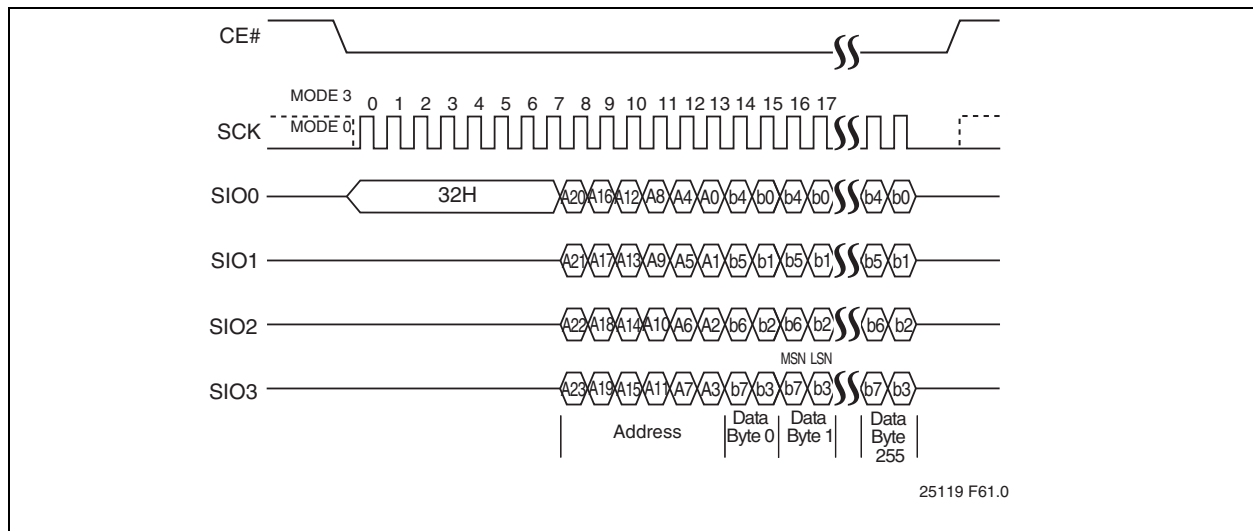 CE#
MODE 3
0 1 2 3 4 5 6 7 8 9 10 11 12 13 14 15 16 17
SCK
MODE 0
SIO0
32H
A20 A16 A12 A8 A4 A0 b4 b0 b4 b0 b4 b0
SIO1
A21 A17 A13 A9 A5 A1 b5 b1 b5 b1 b5 b1
SIO2
A22 A18 A14 A10 A6 A2 b6 b2 b6 b2 b6 b2
MSN LSN
SIO3
A23 A19 A15 A11 A7 A3 b7 b3 b7 b3 b7 b3
Address
Data
Byte 0
Data
Byte 1
Data
Byte
255
25119 F61.0